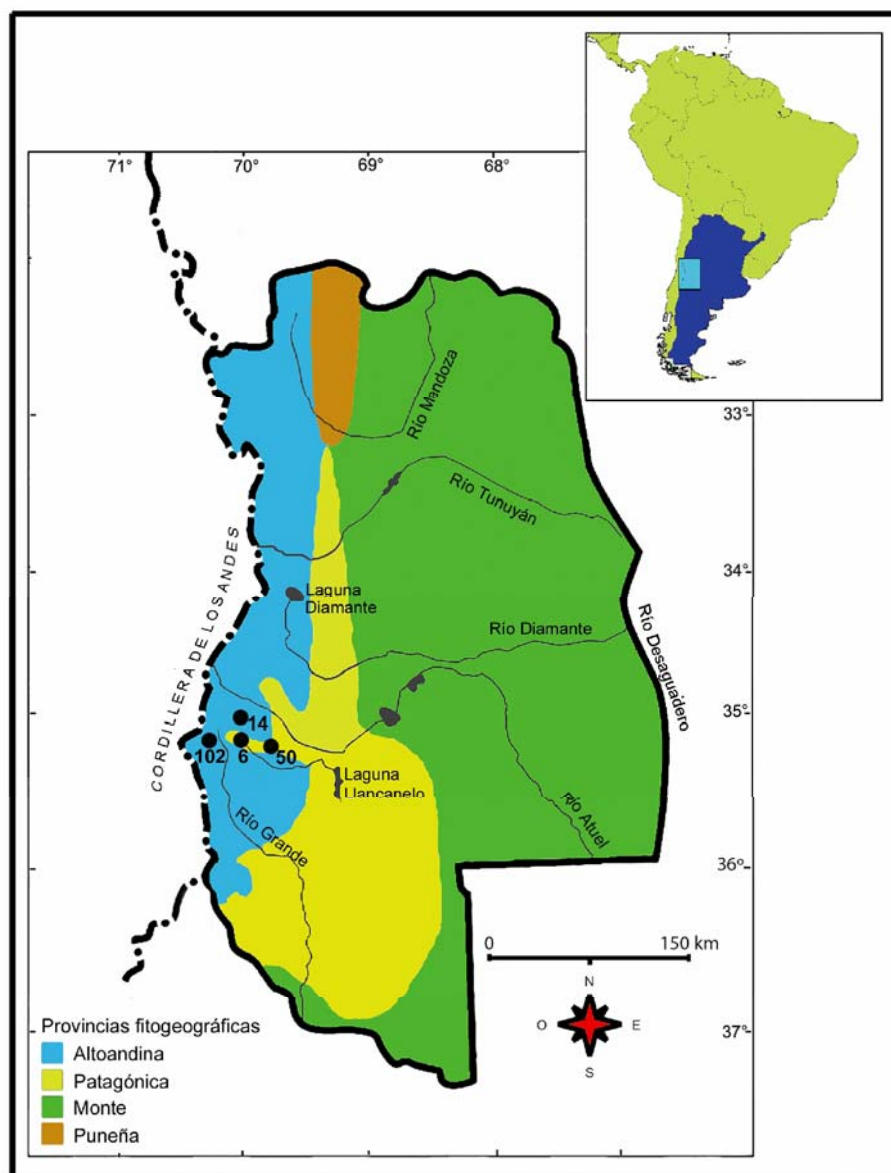 71°
70°
69°
68°
33°
34°
35°
36°
37°
Río Mendoza
Río Tunuyán
CORDILLERA DE LOS ANDES
Laguna
Diamante
Río Diamante
Río Desaguadero
14
102
6
50
Laguna
Llancanelo
Río Grande
Río Atuel
0
150 km
N
O
E
S
Provincias fitogeográficas
Altoandina
Patagónica
Monte
Puneña